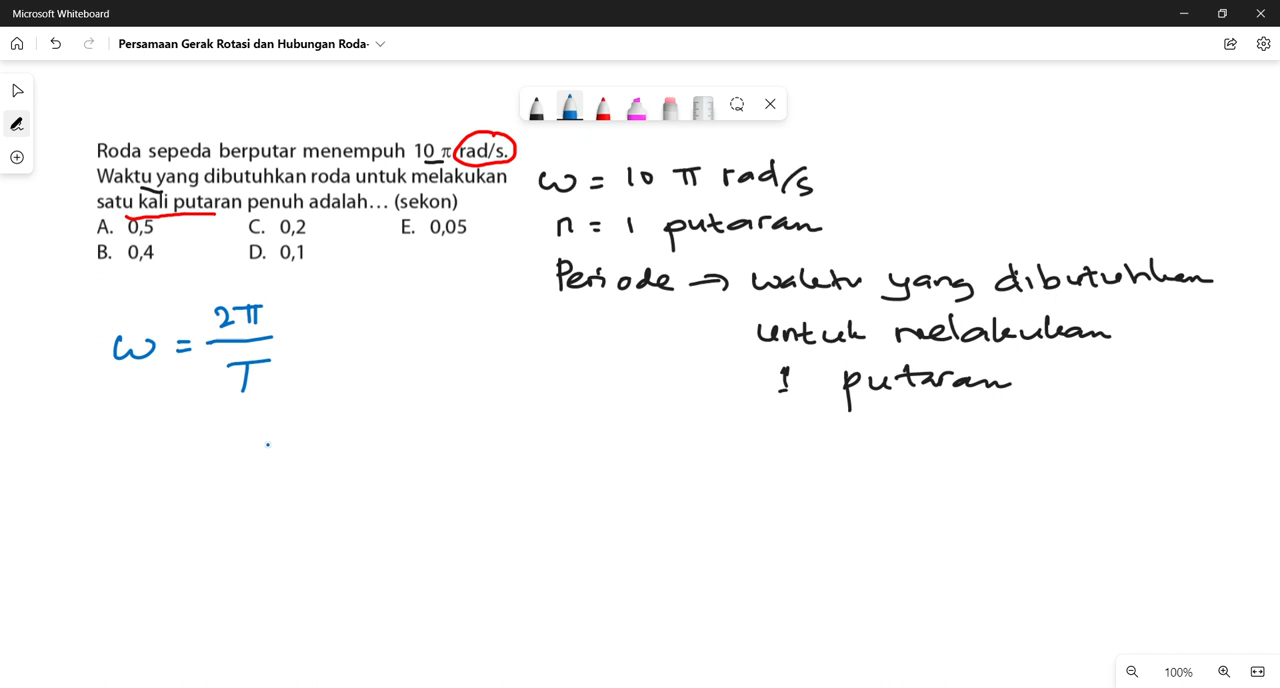 Microsoft Whiteboard
Persamaan Gerak Rotasi dan Hubungan Roda-
Roda sepeda berputar menempuh 10 π rad/s.
Waktu yang dibutuhkan roda untuk melakukan
satu kali putaran penuh adalah... (sekon)
A. 0,5 C. 0,2 E. 0,05
B. 0,4 D. 0,1
ω = 10 π rad/s
n = 1 putaran
Periode → waktu yang dibutuhkan
untuk melakukan
1 putaran
ω = 2π/T
100%